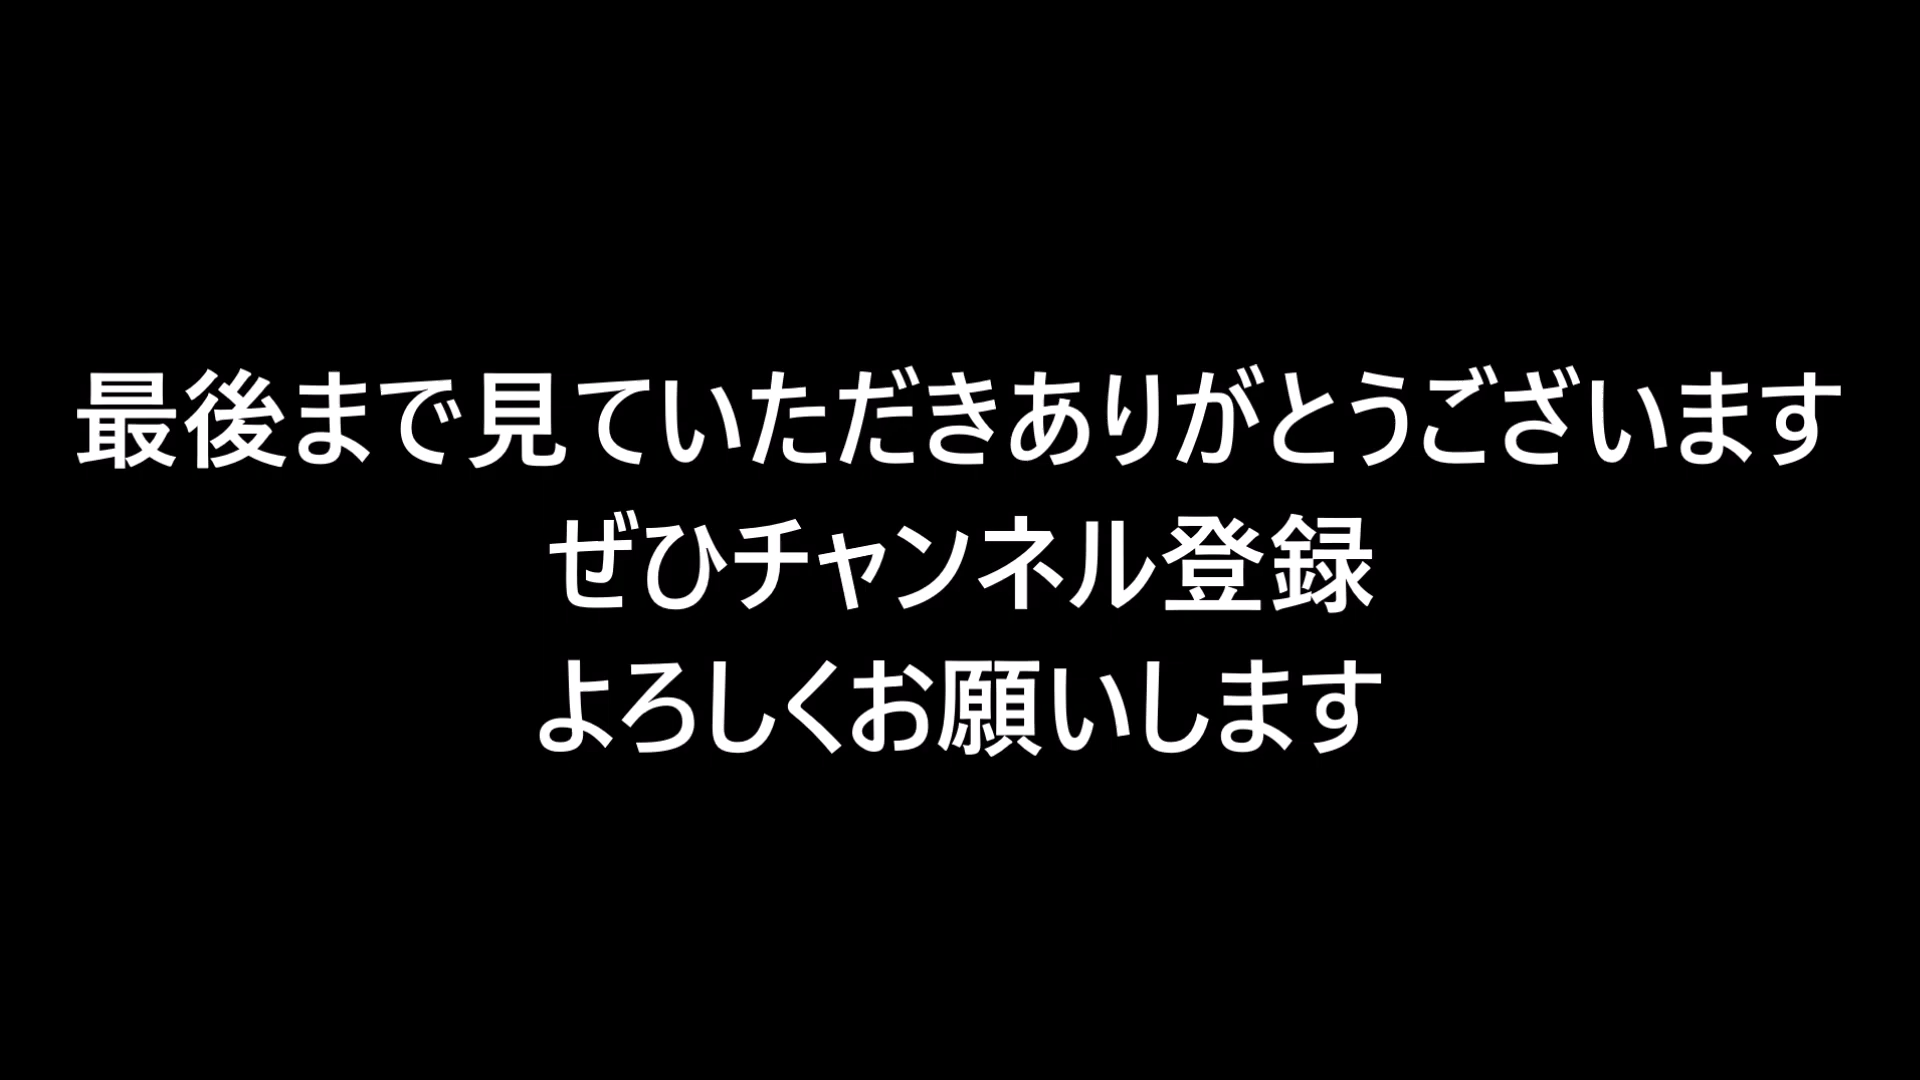 最後まで見ていただきありがとうございます
ぜひチャンネル登録
よろしくお願いします